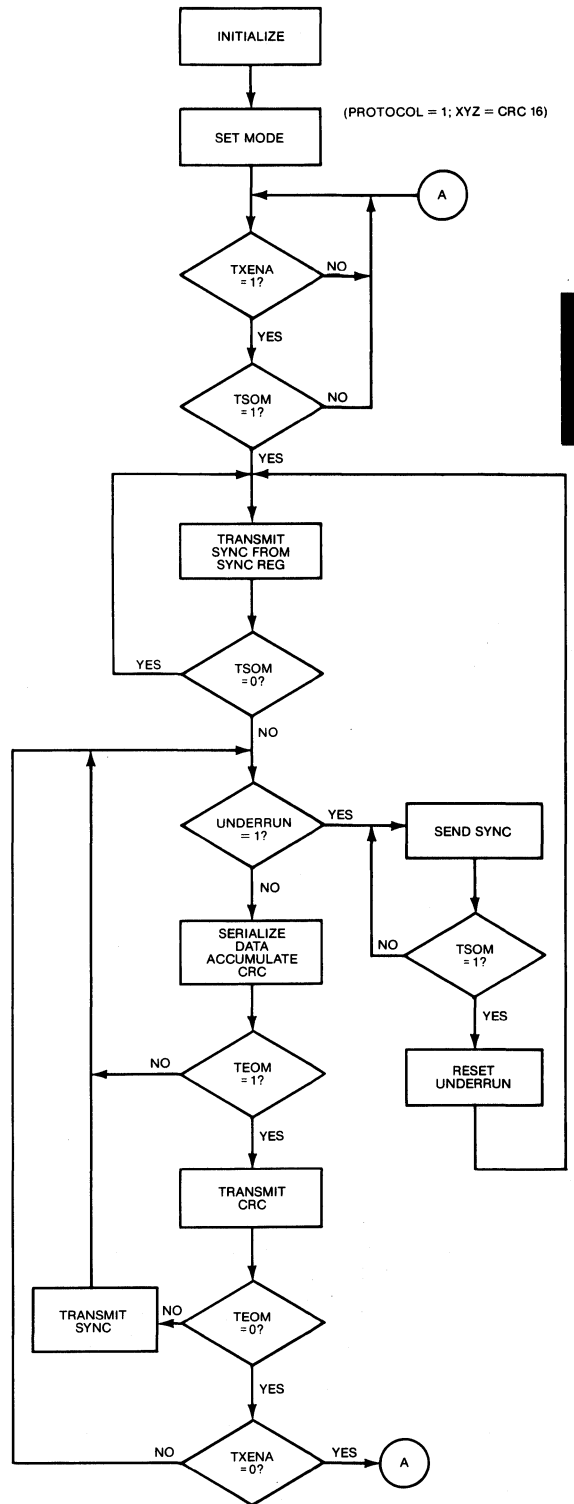 INITIALIZE
SET MODE
(PROTOCOL = 1; XYZ = CRC 16)
A
TXENA
= 1?
NO
YES
TSOM
= 1?
NO
YES
TRANSMIT
SYNC FROM
SYNC REG
YES
TSOM
= 0?
NO
UNDERRUN
= 1?
YES
SEND SYNC
NO
SERIALIZE
DATA
ACCUMULATE
CRC
NO
TSOM
= 1?
YES
NO
TEOM
= 1?
RESET
UNDERRUN
YES
TRANSMIT
CRC
TRANSMIT
SYNC
NO
TEOM
= 0?
YES
NO
TXENA
= 0?
YES
A